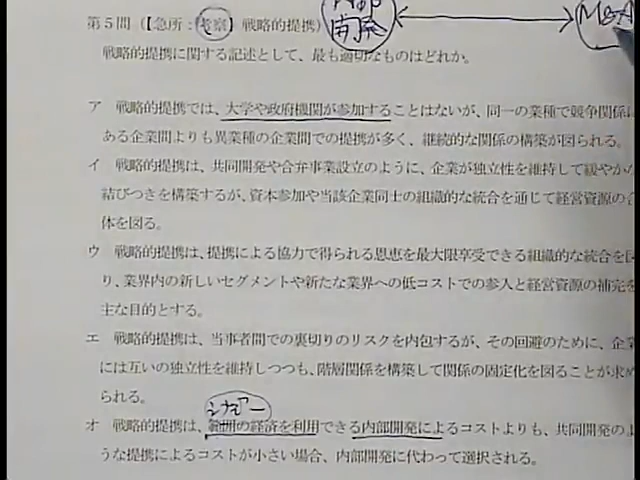 内部
開発
M&A
第5問（【急所：考察】戦略的提携）
戦略的提携に関する記述として、最も適切なものはどれか。
ア 戦略的提携では、大学や政府機関が参加することはないが、同一の業種で競争関係に
ある企業間よりも異業種の企業間での提携が多く、継続的な関係の構築が図られる。
イ 戦略的提携は、共同開発や合弁事業設立のように、企業が独立性を維持して緩やかな
結びつきを構築するが、資本参加や当該企業同士の組織的な統合を通じて経営資源の合
体を図る。
ウ 戦略的提携は、提携による協力で得られる恩恵を最大限享受できる組織的な統合を図
り、業界内の新しいセグメントや新たな業界への低コストでの参入と経営資源の補完を
主な目的とする。
エ 戦略的提携は、当事者間での裏切りのリスクを内包するが、その回避のために、企業
には互いの独立性を維持しつつも、階層関係を構築して関係の固定化を図ることが求め
られる。
シナジー
オ 戦略的提携は、範囲の経済を利用できる内部開発によるコストよりも、共同開発のよ
うな提携によるコストが小さい場合、内部開発に代わって選択される。